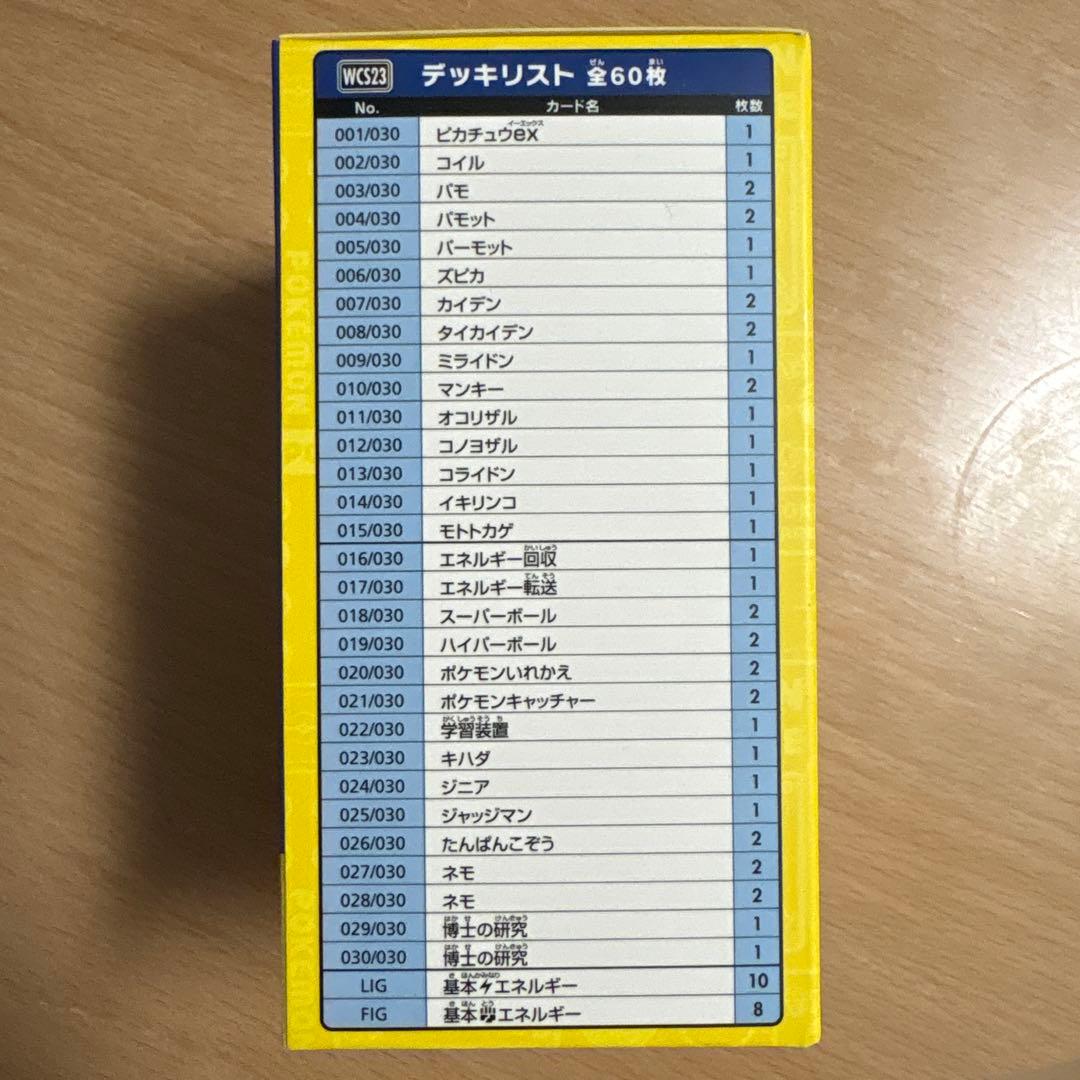 WCS23 デッキリスト 全60枚
No. カード名 枚数
001/030 ピカチュウex 1
002/030 コイル 1
003/030 パモ 2
004/030 パモット 2
005/030 パーモット 1
006/030 ズピカ 1
007/030 カイデン 2
008/030 タイカイデン 2
009/030 ミライドン 1
010/030 マンキー 2
011/030 オコリザル 1
012/030 コノヨザル 1
013/030 コライドン 1
014/030 イキリンコ 1
015/030 モトトカゲ 1
016/030 エネルギー回収 1
017/030 エネルギー転送 1
018/030 スーパーボール 2
019/030 ハイパーボール 2
020/030 ポケモンいれかえ 2
021/030 ポケモンキャッチャー 2
022/030 学習装置 1
023/030 キハダ 1
024/030 ジニア 1
025/030 ジャッジマン 1
026/030 たんぱんこぞう 2
027/030 ネモ 2
028/030 ネモ 2
029/030 博士の研究 1
030/030 博士の研究 1
LIG 基本エネルギー 10
FIG 基本エネルギー 8